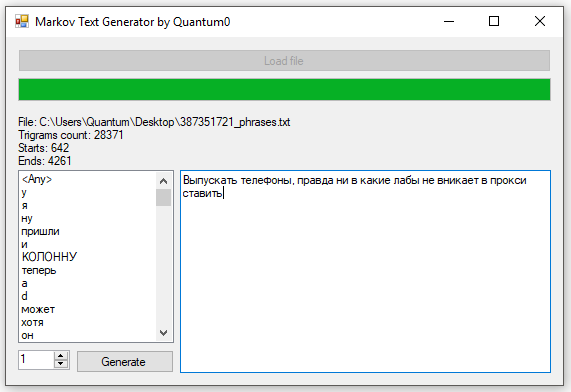 Markov Text Generator by Quantum0
Load file
File: C:\Users\Quantum\Desktop\387351721_phrases.txt
Trigrams count: 28371
Starts: 642
Ends: 4261
<Any>
у
я
ну
пришли
и
КОЛОННУ
теперь
а
d
может
хотя
он
Выпускать телефоны, правда ни в какие лабы не вникает в прокси
ставить
1
Generate